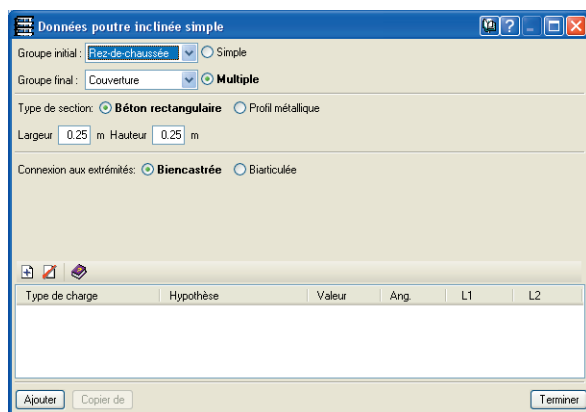 Données poutre inclinée simple
Groupe initial : Rez-de-chaussée Simple
Groupe final : Couverture Multiple
Type de section: Béton rectangulaire Profil métallique
Largeur 0.25 m Hauteur 0.25 m
Connexion aux extrémités: Biencastrée Biarticulée
Type de charge Hypothèse Valeur Ang. L1 L2
Ajouter Copier de Terminer